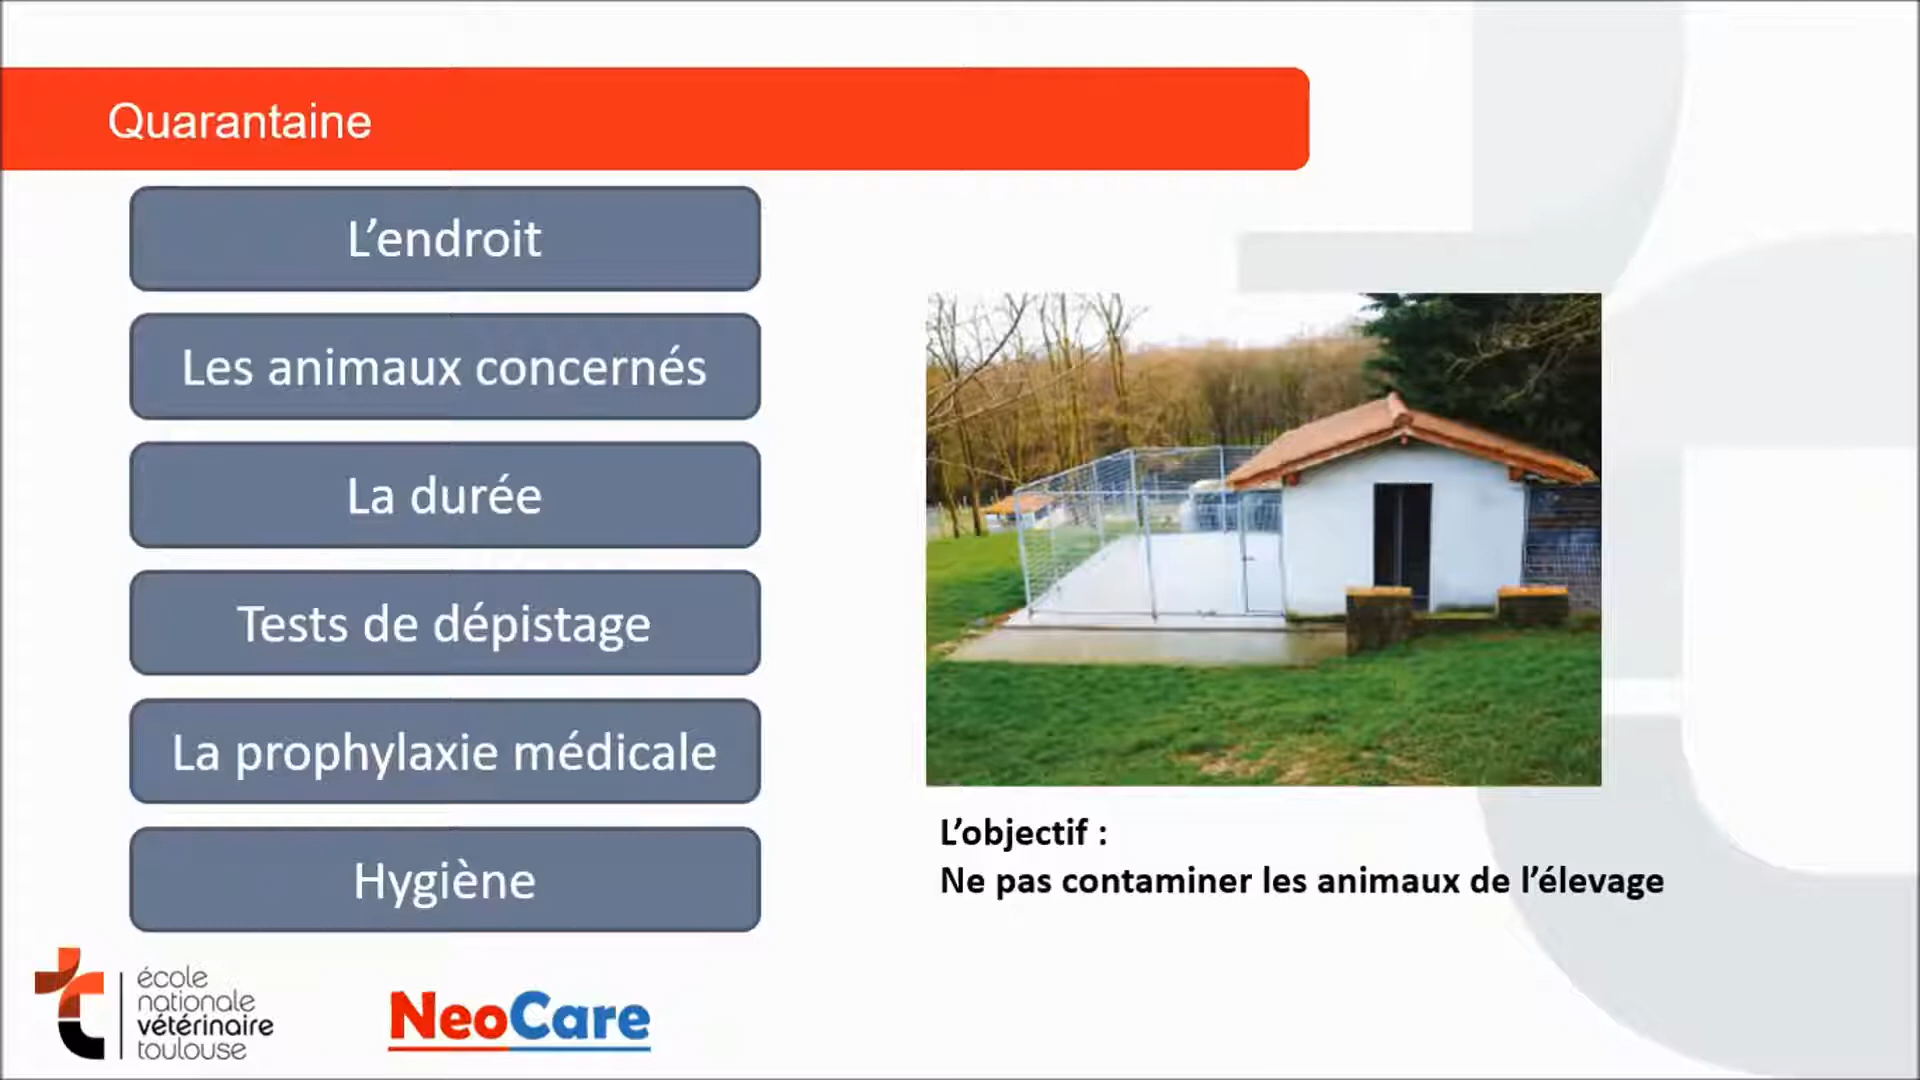 Quarantaine
L’endroit
Les animaux concernés
La durée
Tests de dépistage
La prophylaxie médicale
Hygiène
L’objectif :
Ne pas contaminer les animaux de l’élevage
école
nationale
vétérinaire
toulouse
NeoCare